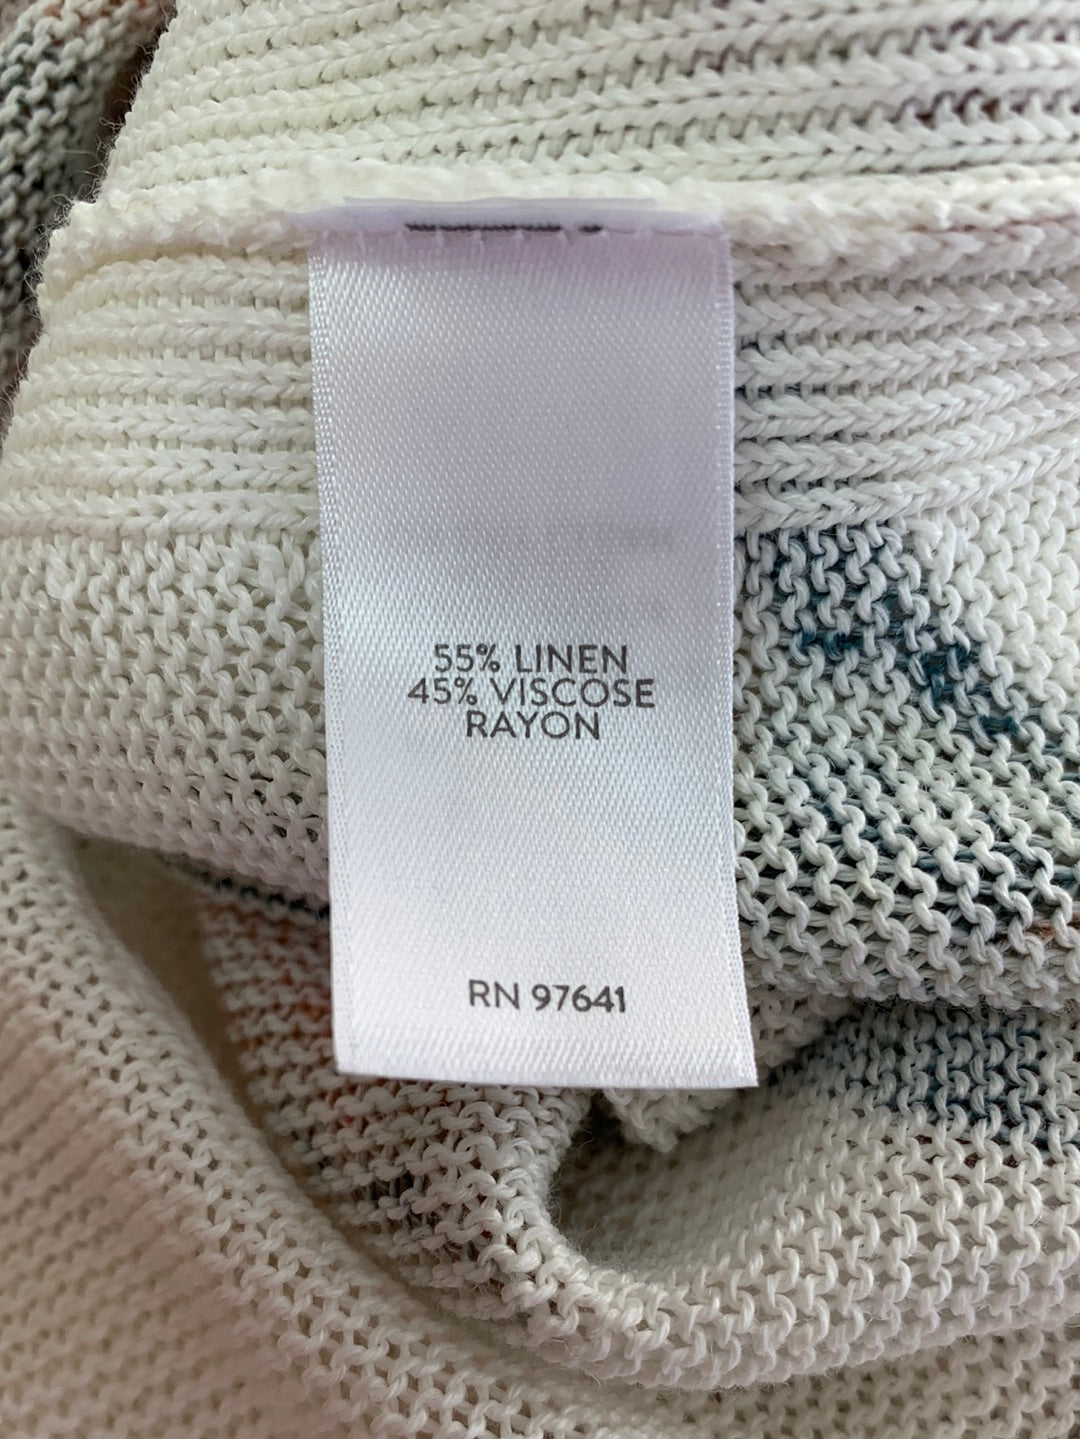 55% LINEN
45% VISCOSE
RAYON
RN 97641